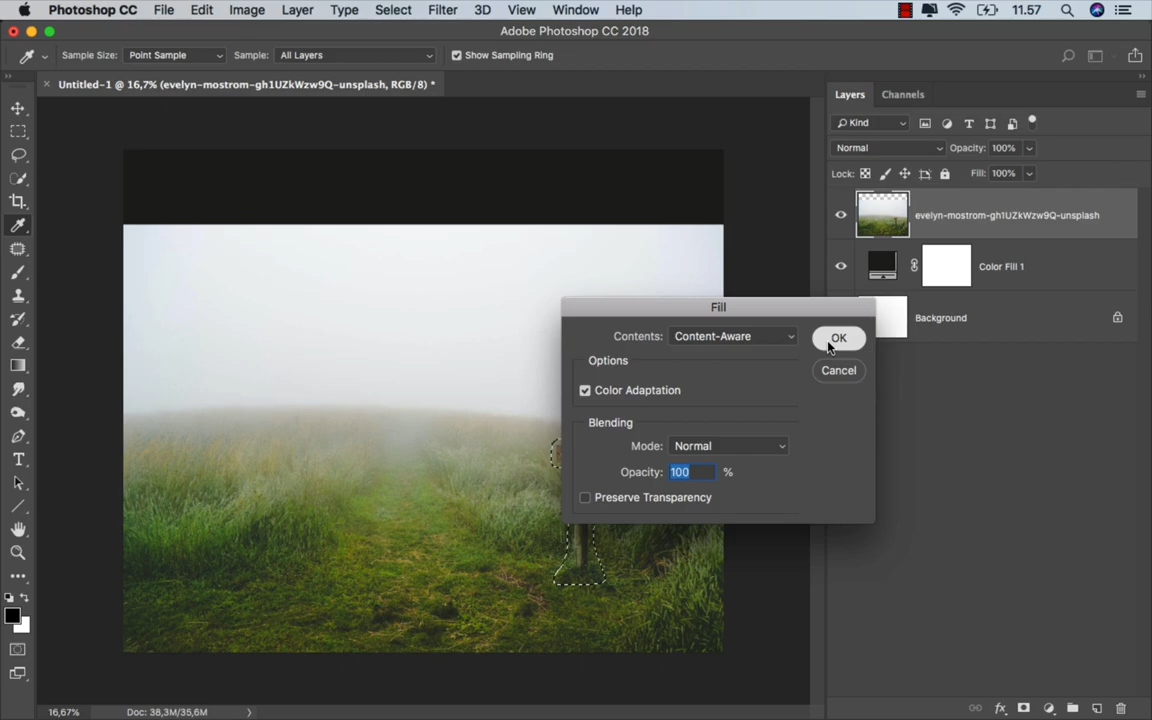 Photoshop CC File Edit Image Layer Type Select Filter 3D View Window Help 11.57
Adobe Photoshop CC 2018
Sample Size: Point Sample Sample: All Layers Show Sampling Ring
Untitled-1 @ 16,7% (evelyn-mostrom-gh1UZkWzw9Q-unsplash, RGB/8) *
Layers Channels
Kind
Normal Opacity: 100%
Lock: Fill: 100%
evelyn-mostrom-gh1UZkWzw9Q-unsplash
Color Fill 1
Background
Fill
Contents: Content-Aware OK
Options
Cancel
Color Adaptation
Blending
Mode: Normal
Opacity: 100 %
Preserve Transparency
16,67% Doc: 38,3M/35,6M